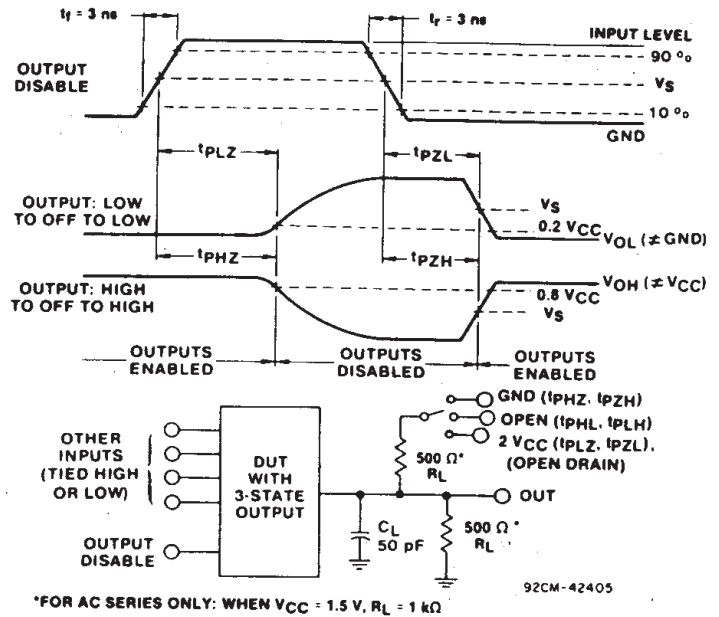 tf = 3 ns
tr = 3 ns
INPUT LEVEL
90 %
VS
10 %
GND
OUTPUT
DISABLE
tPLZ
tPZL
OUTPUT: LOW
TO OFF TO LOW
VS
0.2 VCC
VOL (≠ GND)
tPHZ
tPZH
OUTPUT: HIGH
TO OFF TO HIGH
VOH (≠ VCC)
0.8 VCC
VS
OUTPUTS
ENABLED
OUTPUTS
DISABLED
OUTPUTS
ENABLED
GND (tPHZ, tPZH)
OPEN (tPHL, tPLH)
2 VCC (tPLZ, tPZL),
(OPEN DRAIN)
OTHER
INPUTS
(TIED HIGH
OR LOW)
DUT
WITH
3-STATE
OUTPUT
500 Ω*
RL
OUT
OUTPUT
DISABLE
CL
50 pF
500 Ω*
RL
92CM-42405
*FOR AC SERIES ONLY: WHEN VCC = 1.5 V, RL = 1 kΩ